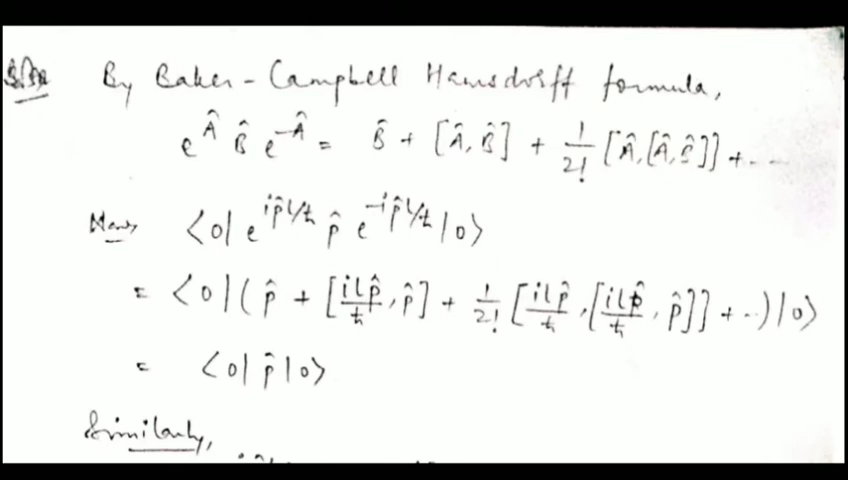 Soln By Baker-Campbell Hausdorff formula,
e^Â B̂ e^-Â = B̂ + [Â, B̂] + 1/2! [Â, [Â, B̂]] + ...
Now, <0| e^{ip̂l/ħ} p̂ e^{-ip̂l/ħ} |0>
= <0| (p̂ + [ilp̂/ħ, p̂] + 1/2! [ilp̂/ħ, [ilp̂/ħ, p̂]] + ..) |0>
= <0| p̂ |0>
Similarly,